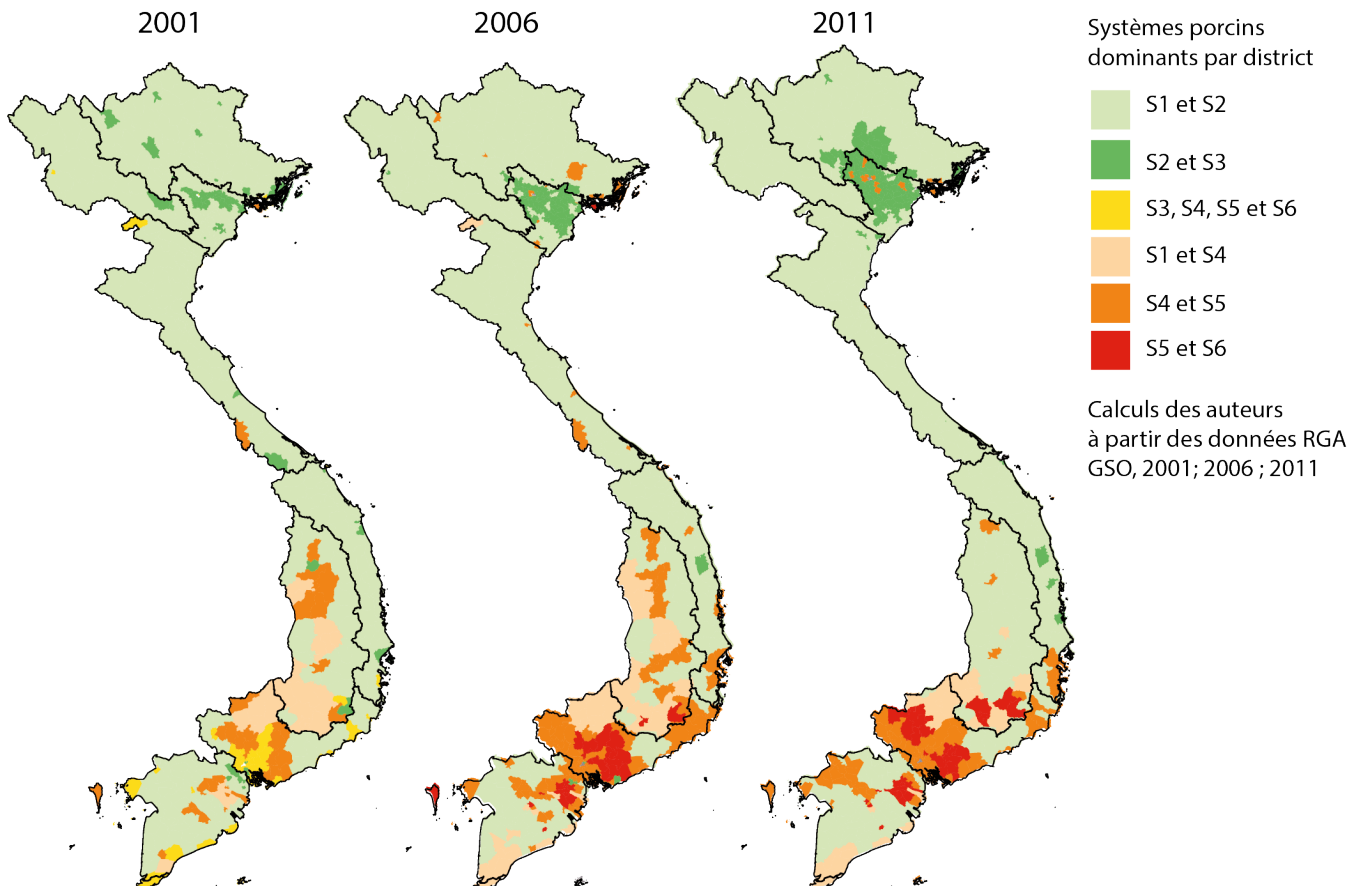 2001
2006
2011
Systèmes porcins
dominants par district
S1 et S2
S2 et S3
S3, S4, S5 et S6
S1 et S4
S4 et S5
S5 et S6
Calculs des auteurs
à partir des données RGA
GSO, 2001; 2006 ; 2011